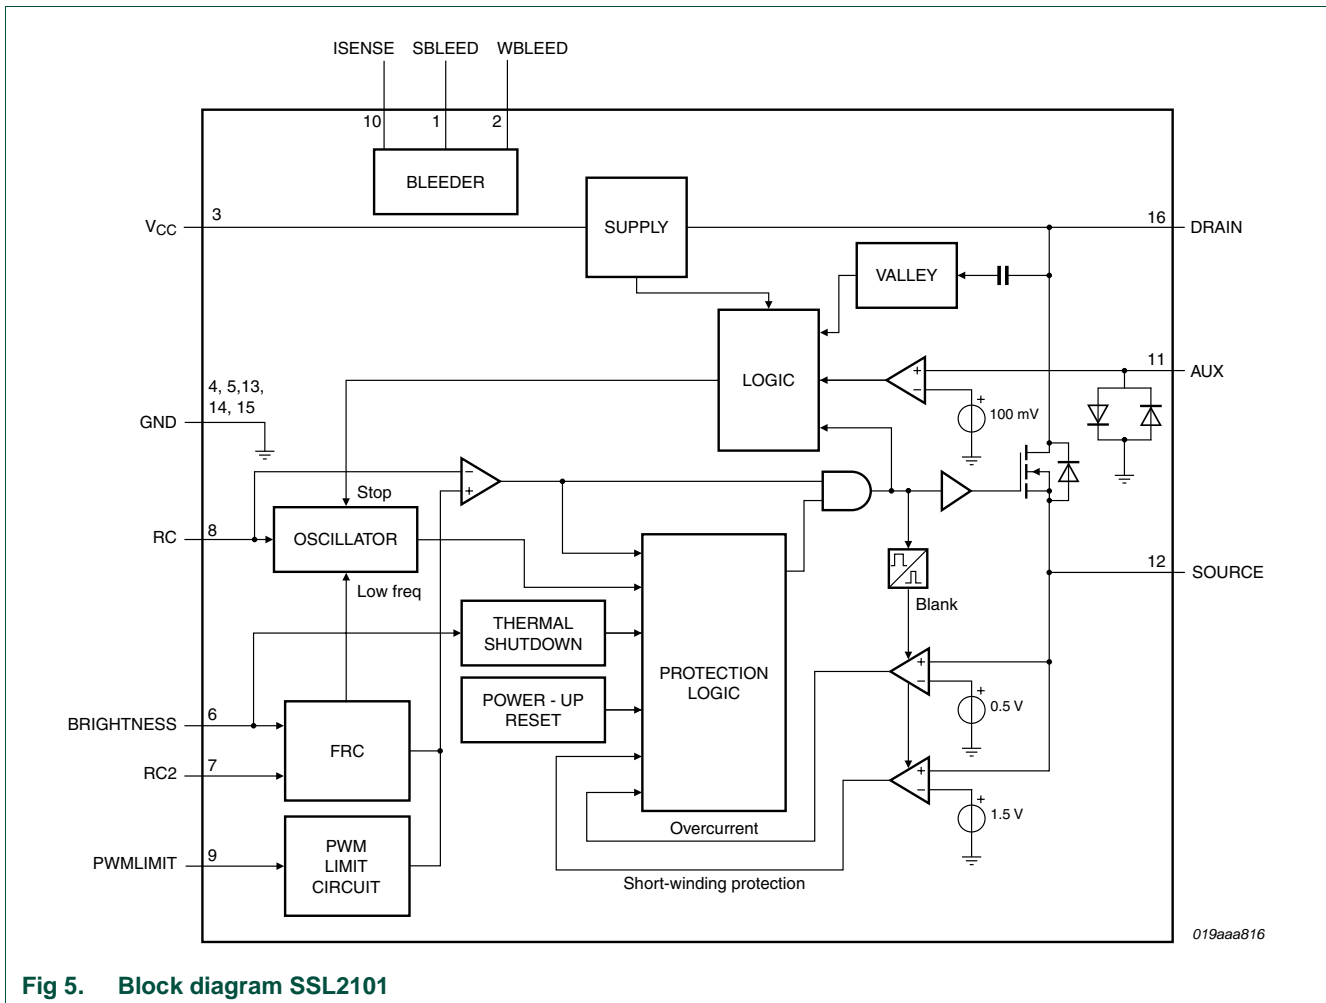 ISENSE SBLEED WBLEED
10 1 2
BLEEDER
VCC
3
SUPPLY
16
DRAIN
VALLEY
LOGIC
+
−
+
100 mV
11
AUX
4, 5,13,
14, 15
GND
−
+
Stop
RC
8
OSCILLATOR
Low freq
12
SOURCE
Blank
THERMAL
SHUTDOWN
POWER - UP
RESET
PROTECTION
LOGIC
+
−
+
0.5 V
BRIGHTNESS
6
FRC
RC2
7
+
−
+
1.5 V
Overcurrent
PWMLIMIT
9
PWM
LIMIT
CIRCUIT
Short-winding protection
019aaa816
Fig 5. Block diagram SSL2101